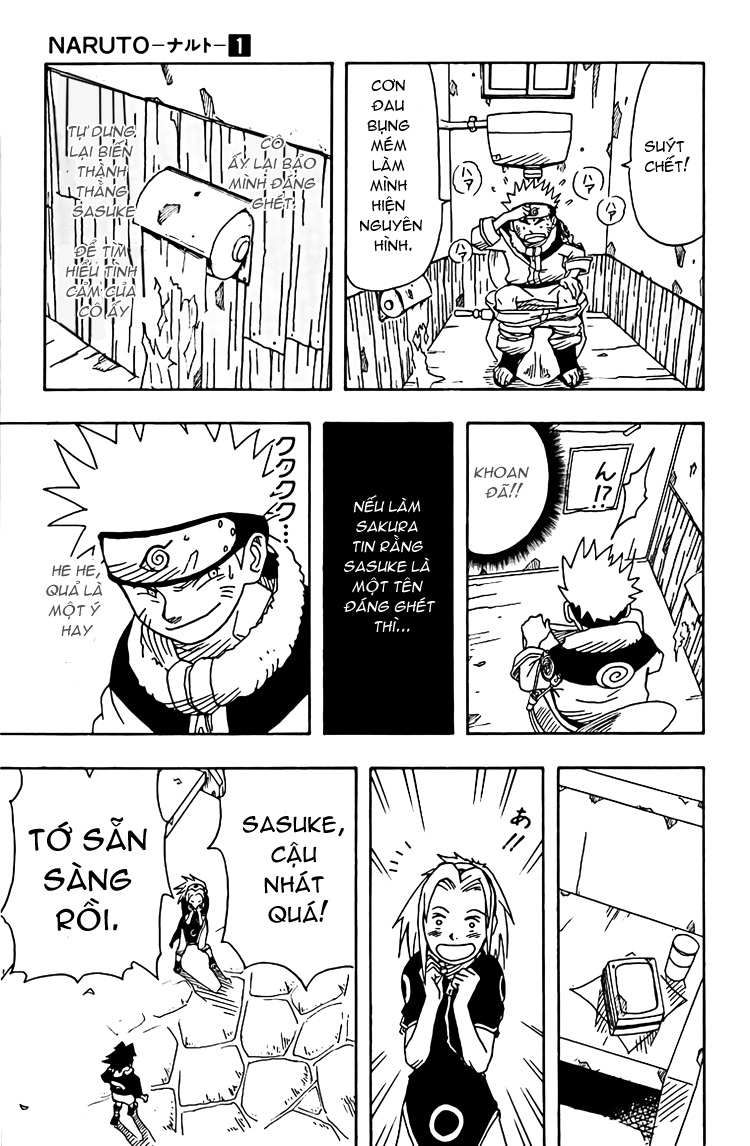 NARUTO－ナルト－1
SUÝT
CHẾT!
CƠN
ĐAU
BỤNG
MÉM
LÀM
MÌNH
HIỆN
NGUYÊN
HÌNH.
ハァ
ハァ
ハァ
ハァ
CÔ
ẤY LẠI BẢO
MÌNH ĐÁNG
GHÉT.
TỰ DUNG
LẠI BIẾN
THÀNH
THẰNG
SASUKE
ĐỂ TÌM
HIỂU TÌNH
CẢM CỦA
CÔ ẤY
ん!?
KHOAN
ĐÃ!!
NẾU LÀM
SAKURA
TIN RẰNG
SASUKE LÀ
MỘT TÊN
ĐÁNG GHÉT
THÌ...
ククククク…
HE HE,
QUẢ LÀ
MỘT Ý
HAY
あ!!
SASUKE,
CẬU
NHÁT
QUÁ!
TỚ SẴN
SÀNG
RỒI.